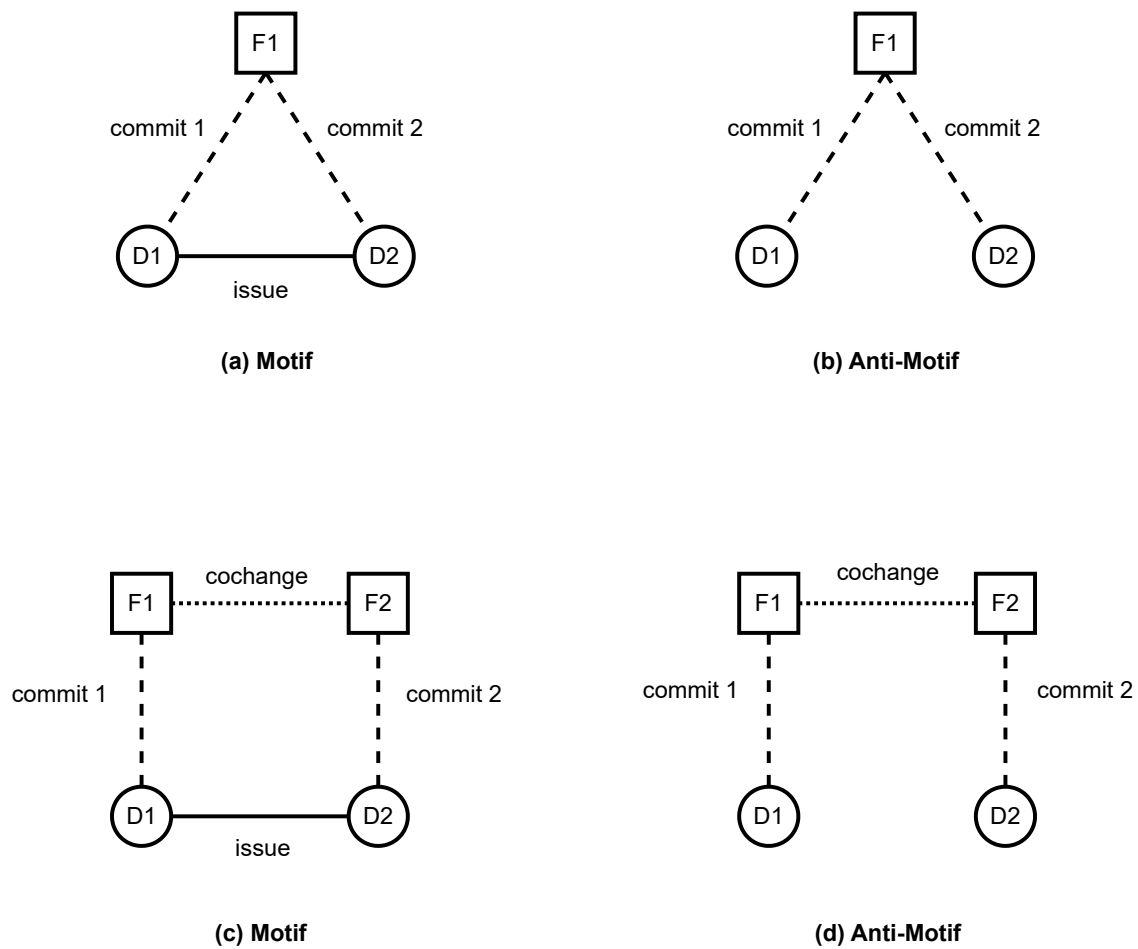 F1
F1
commit 1
commit 2
commit 1
commit 2
D1
D2
D1
D2
issue
(a) Motif
(b) Anti-Motif
cochange
cochange
F1
F2
F1
F2
commit 1
commit 2
commit 1
commit 2
D1
D2
D1
D2
issue
(c) Motif
(d) Anti-Motif